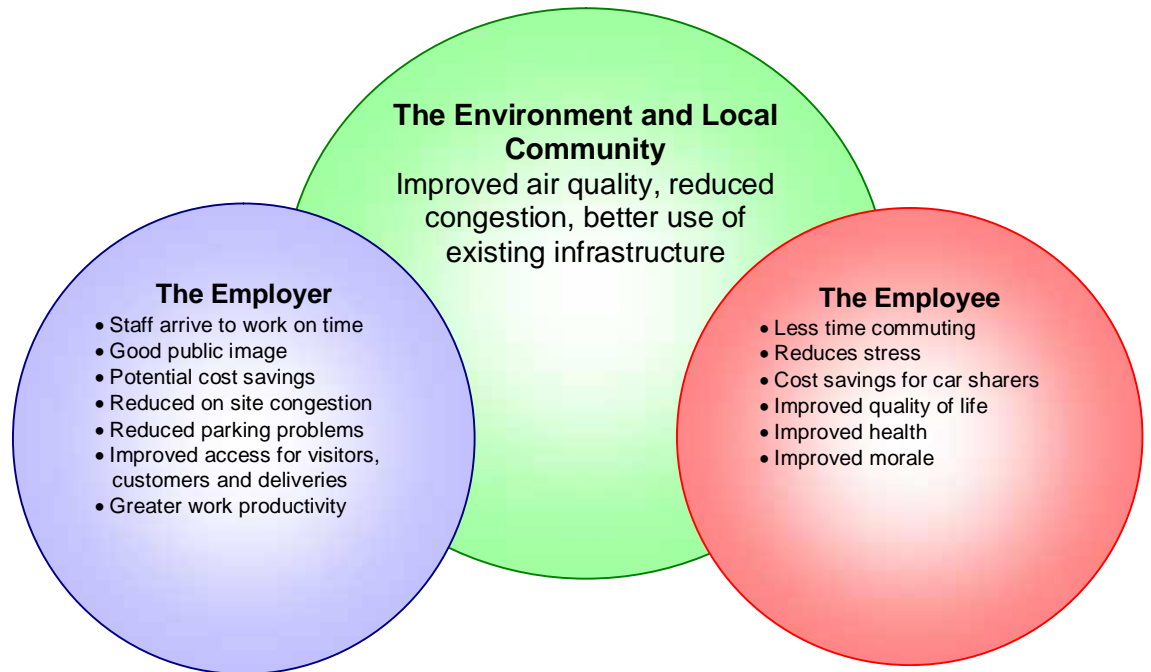 The Environment and Local
Community
Improved air quality, reduced
congestion, better use of
existing infrastructure
The Employer
• Staff arrive to work on time
• Good public image
• Potential cost savings
• Reduced on site congestion
• Reduced parking problems
• Improved access for visitors,
customers and deliveries
• Greater work productivity
The Employee
• Less time commuting
• Reduces stress
• Cost savings for car sharers
• Improved quality of life
• Improved health
• Improved morale